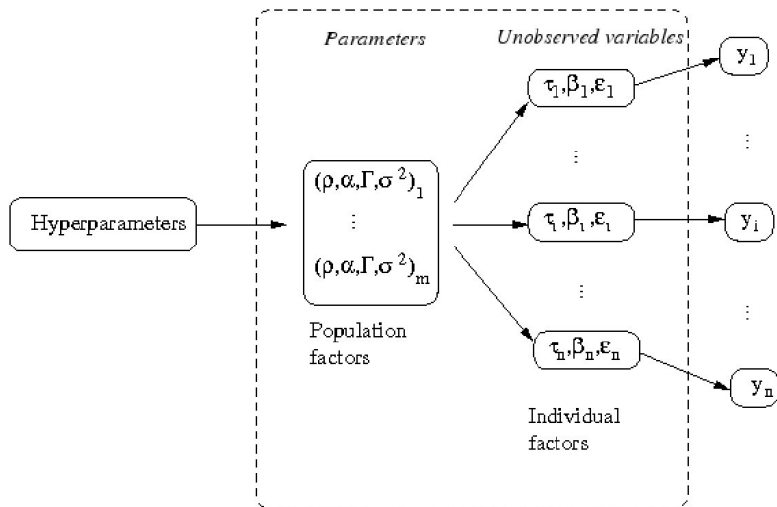 Parameters
Unobserved variables
y1
τ1,β1,ε1
⋮
⋮
(ρ,α,Γ,σ²)1
⋮
(ρ,α,Γ,σ²)m
Hyperparameters
τi,βi,εi
yi
⋮
⋮
Population
factors
τn,βn,εn
yn
Individual
factors